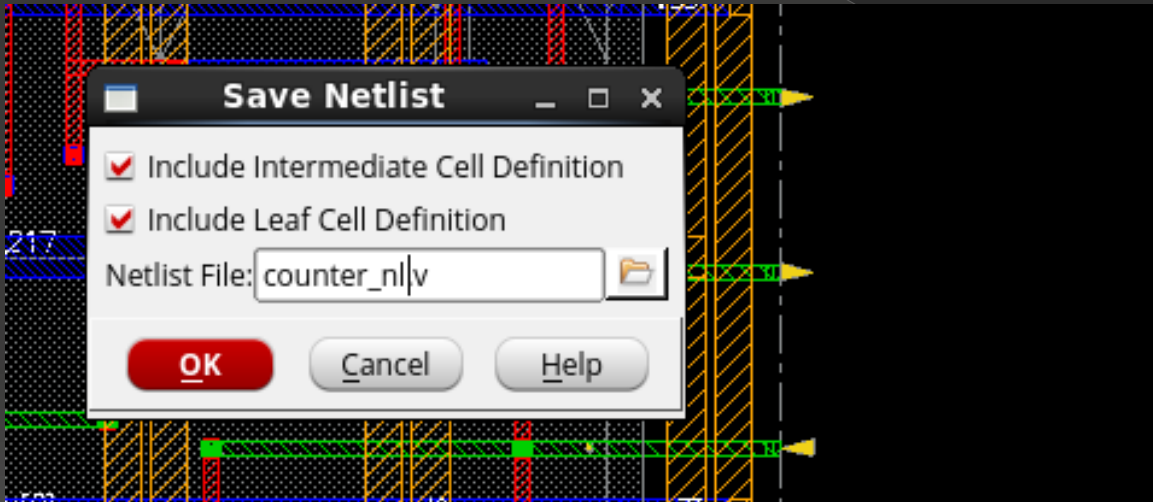 Save Netlist
Include Intermediate Cell Definition
Include Leaf Cell Definition
217
Netlist File: counter_nl.v
OK Cancel Help